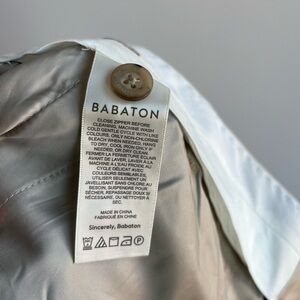 BABATON
CLOSE ZIPPER BEFORE
CLEANING. MACHINE WASH
COLD GENTLE CYCLE WITH LIKE
COLOURS. ONLY NON-CHLORINE
BLEACH WHEN NEEDED, HANG
TO DRY, COOL IRON ONLY IF
NEEDED, OR DRY CLEAN.
FERMER LA FERMETURE ÉCLAIR
AVANT DE LAVER. LAVER À LA
MACHINE À L'EAU FROIDE AU
CYCLE DÉLICAT AVEC
COULEURS SEMBLABLES.
UTILISER SEULEMENT UN
JAVELLISANT SANS CHLORE AU
BESOIN, SUSPENDRE POUR
SÉCHER, REPASSAGE DOUX SI
NÉCESSAIRE, OU NETTOYER À
SEC.
MADE IN CHINA
FABRIQUÉ EN CHINE
Sincerely, Babaton